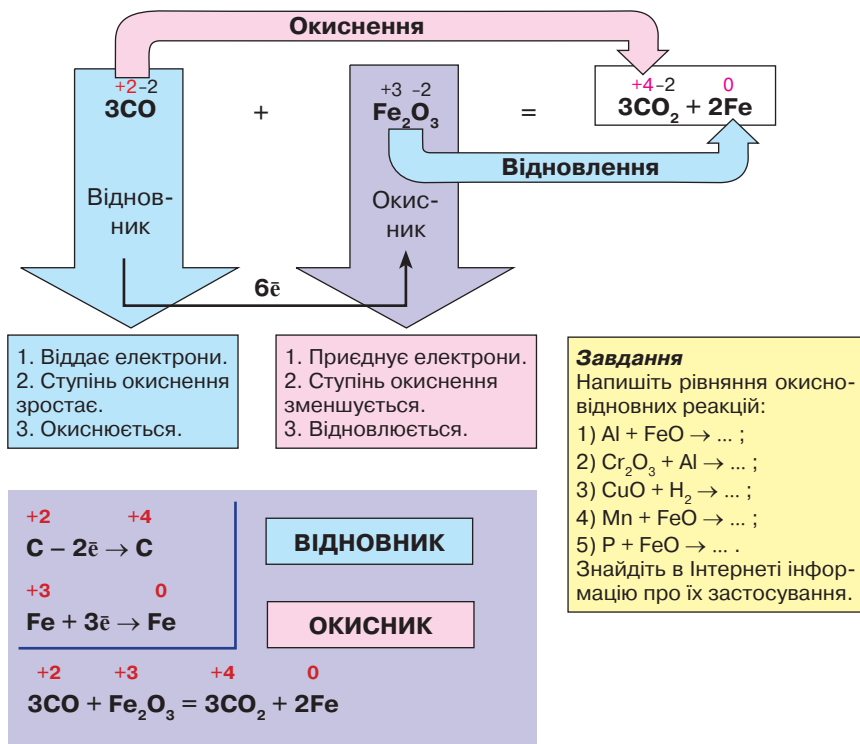 Окиснення
+2 –2 +3 –2 +4 –2 0
3CO + Fe₂O₃ = 3CO₂ + 2Fe
Відновлення
Віднов-
ник
Окис-
ник
6ē
1. Віддає електрони.
2. Ступінь окиснення
зростає.
3. Окиснюється.
1. Приєднує електрони.
2. Ступінь окиснення
зменшується.
3. Відновлюється.
Завдання
Напишіть рівняння окисно-
відновних реакцій:
1) Al + FeO → ... ;
2) Cr₂O₃ + Al → ... ;
3) CuO + H₂ → ... ;
4) Mn + FeO → ... ;
5) P + FeO → ... .
Знайдіть в Інтернеті інфор-
мацію про їх застосування.
+2 +4
C – 2ē → C
ВІДНОВНИК
+3 0
Fe + 3ē → Fe
ОКИСНИК
+2 +3 +4 0
3CO + Fe₂O₃ = 3CO₂ + 2Fe